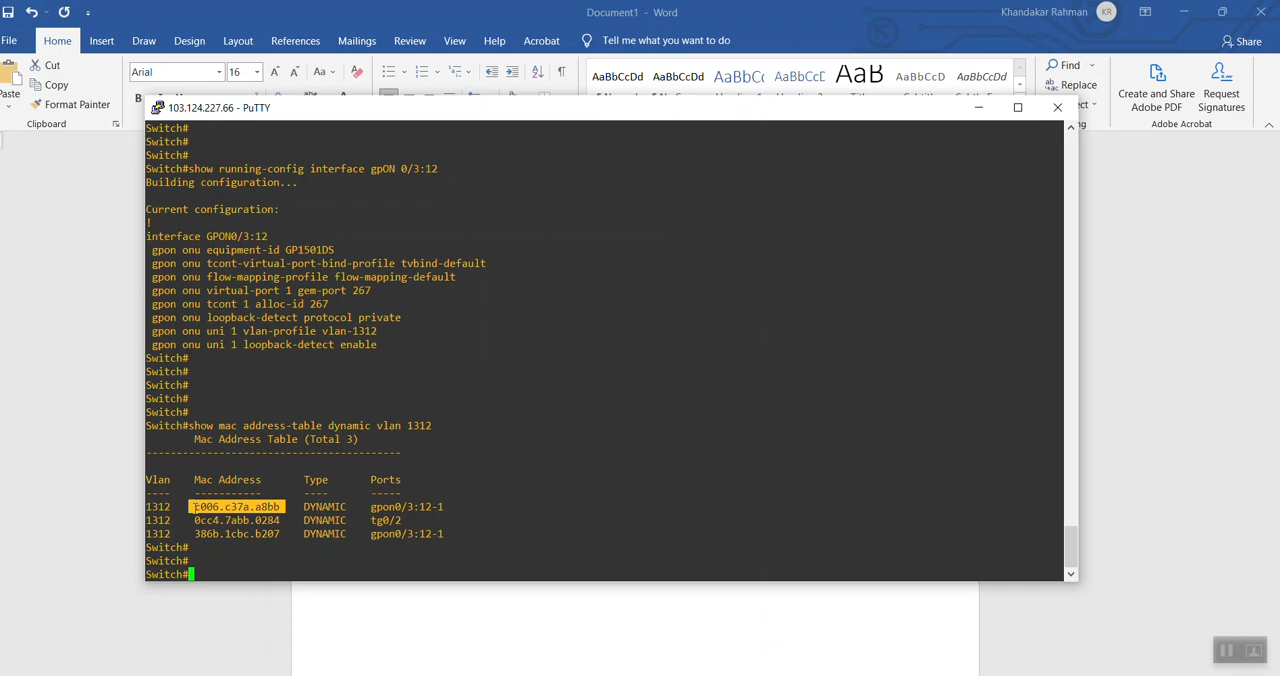 Document1 - Word
Khandakar Rahman
KR
File Home Insert Draw Design Layout References Mailings Review View Help Acrobat Tell me what you want to do
Share
Paste
Cut
Copy
Format Painter
Clipboard
Arial 16
Aa
B
AaBbCcDd AaBbCcDd AaBbCc AaBbCcD AaB AaBbCcD AaBbCcDd
Find
Replace
Create and Share
Adobe PDF
Request
Signatures
Adobe Acrobat
103.124.227.66 - PuTTY
Switch#
Switch#
Switch#
Switch#show running-config interface gpON 0/3:12
Building configuration...
Current configuration:
!
interface GPON0/3:12
gpon onu equipment-id GP1501DS
gpon onu tcont-virtual-port-bind-profile tvbind-default
gpon onu flow-mapping-profile flow-mapping-default
gpon onu virtual-port 1 gem-port 267
gpon onu tcont 1 alloc-id 267
gpon onu loopback-detect protocol private
gpon onu uni 1 vlan-profile vlan-1312
gpon onu uni 1 loopback-detect enable
Switch#
Switch#
Switch#
Switch#
Switch#
Switch#show mac address-table dynamic vlan 1312
Mac Address Table (Total 3)
-----------------------------------------
Vlan Mac Address Type Ports
---- ----------- ---- -----
1312 c006.c37a.a8bb DYNAMIC gpon0/3:12-1
1312 0cc4.7abb.0284 DYNAMIC tg0/2
1312 386b.1cbc.b207 DYNAMIC gpon0/3:12-1
Switch#
Switch#
Switch#